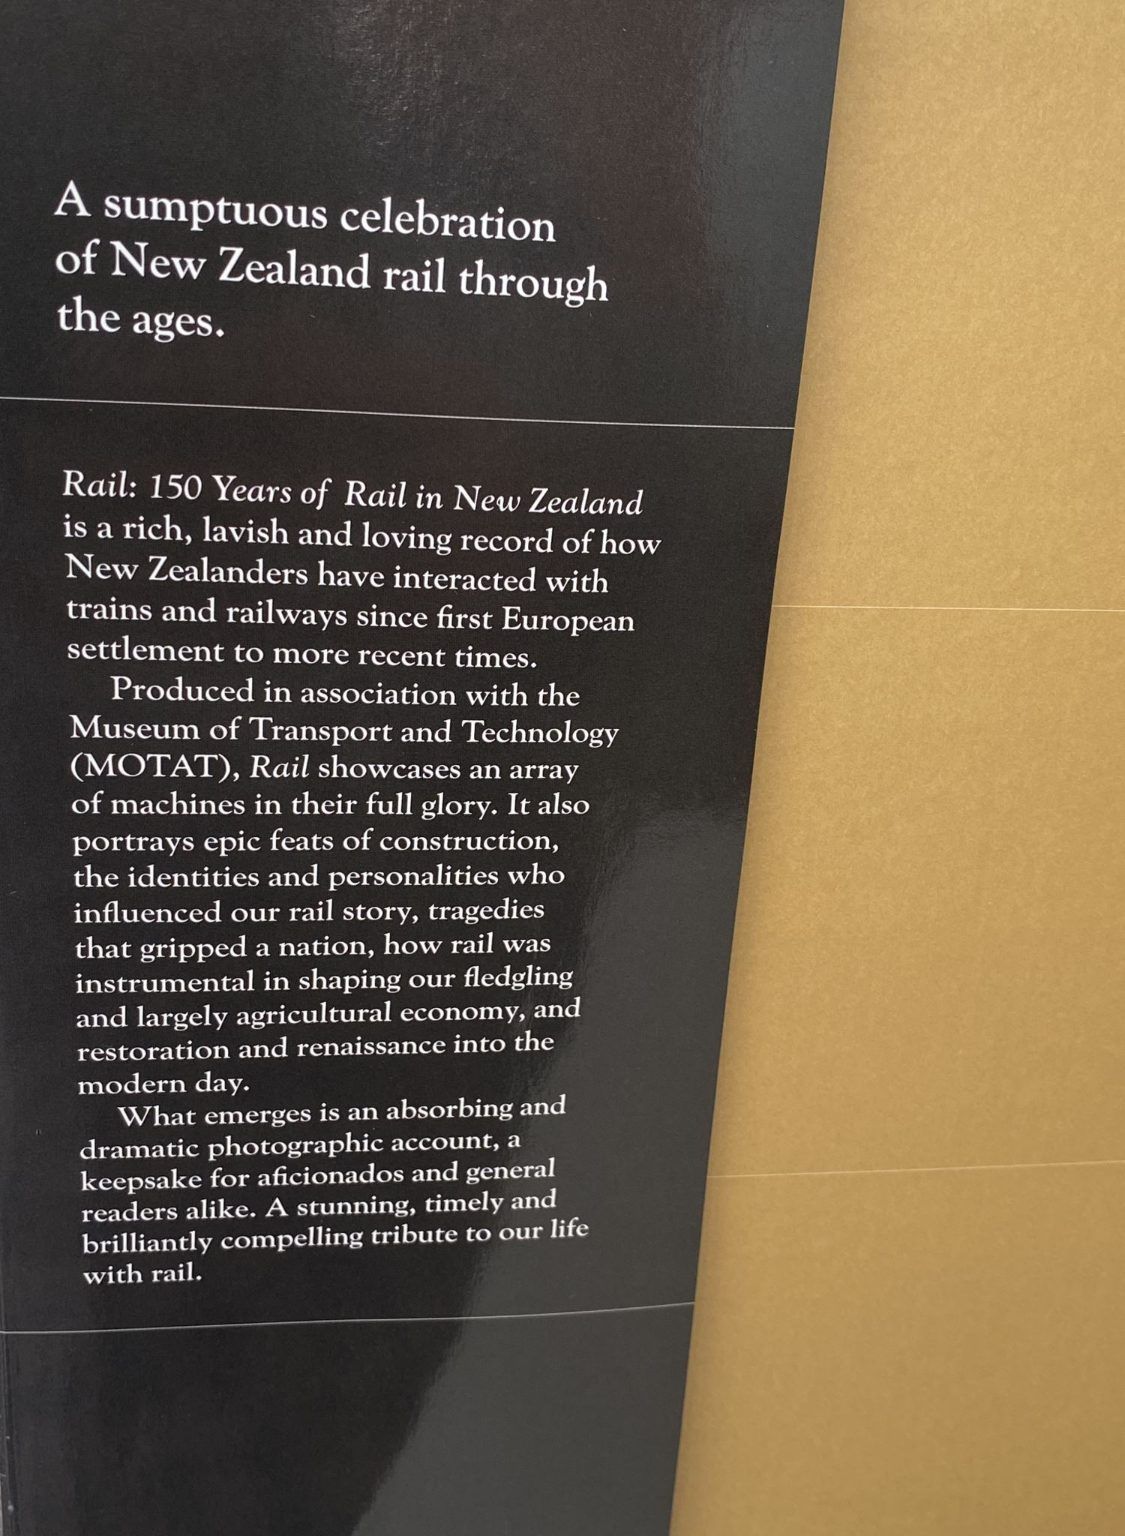 A sumptuous celebration
of New Zealand rail through
the ages.
Rail: 150 Years of Rail in New Zealand
is a rich, lavish and loving record of how
New Zealanders have interacted with
trains and railways since first European
settlement to more recent times.
Produced in association with the
Museum of Transport and Technology
(MOTAT), Rail showcases an array
of machines in their full glory. It also
portrays epic feats of construction,
the identities and personalities who
influenced our rail story, tragedies
that gripped a nation, how rail was
instrumental in shaping our fledgling
and largely agricultural economy, and
restoration and renaissance into the
modern day.
What emerges is an absorbing and
dramatic photographic account, a
keepsake for aficionados and general
readers alike. A stunning, timely and
brilliantly compelling tribute to our life
with rail.